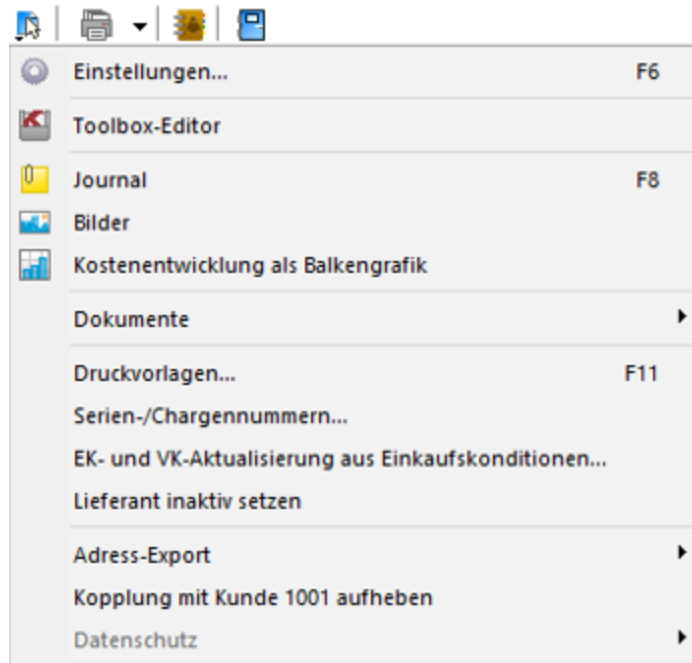 Einstellungen... F6
Toolbox-Editor
Journal F8
Bilder
Kostenentwicklung als Balkengrafik
Dokumente
Druckvorlagen... F11
Serien-/Chargennummern...
EK- und VK-Aktualisierung aus Einkaufskonditionen...
Lieferant inaktiv setzen
Adress-Export
Kopplung mit Kunde 1001 aufheben
Datenschutz